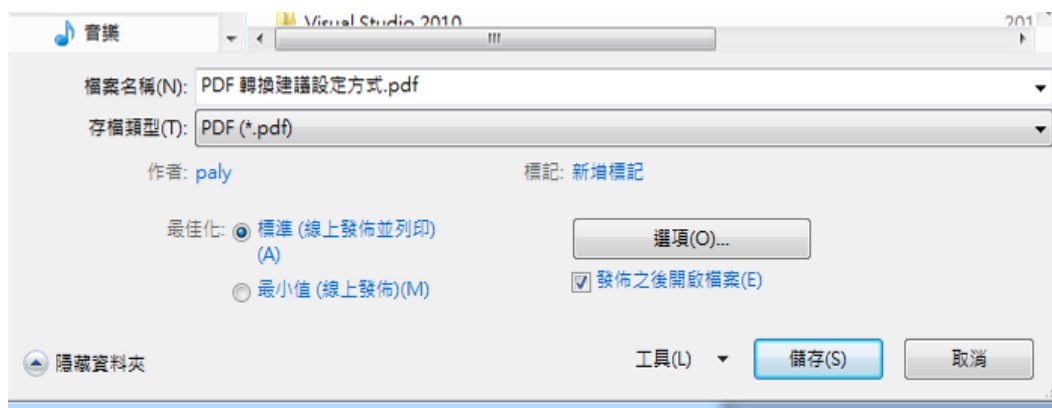 Visual Studio 2010
201
音樂
檔案名稱(N): PDF 轉換建議設定方式.pdf
存檔類型(T): PDF (*.pdf)
作者: paly
標記: 新增標記
最佳化: 標準 (線上發佈並列印)
(A)
選項(O)...
最小值 (線上發佈)(M)
發佈之後開啟檔案(E)
隱藏資料夾
工具(L)
儲存(S)
取消